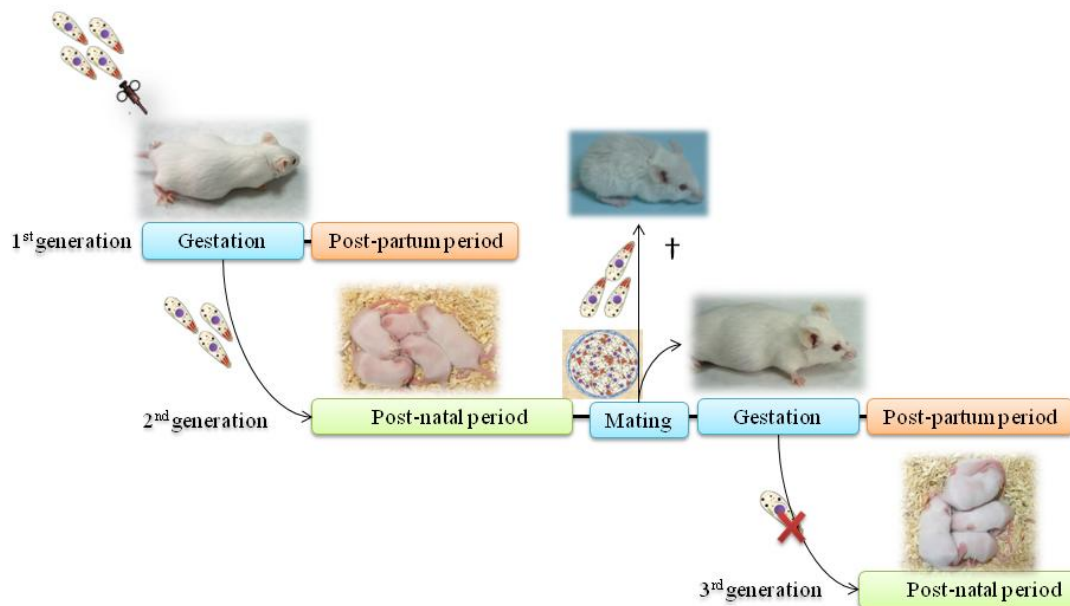 1st generation
Gestation
Post-partum period
†
2nd generation
Post-natal period
Mating
Gestation
Post-partum period
3rd generation
Post-natal period